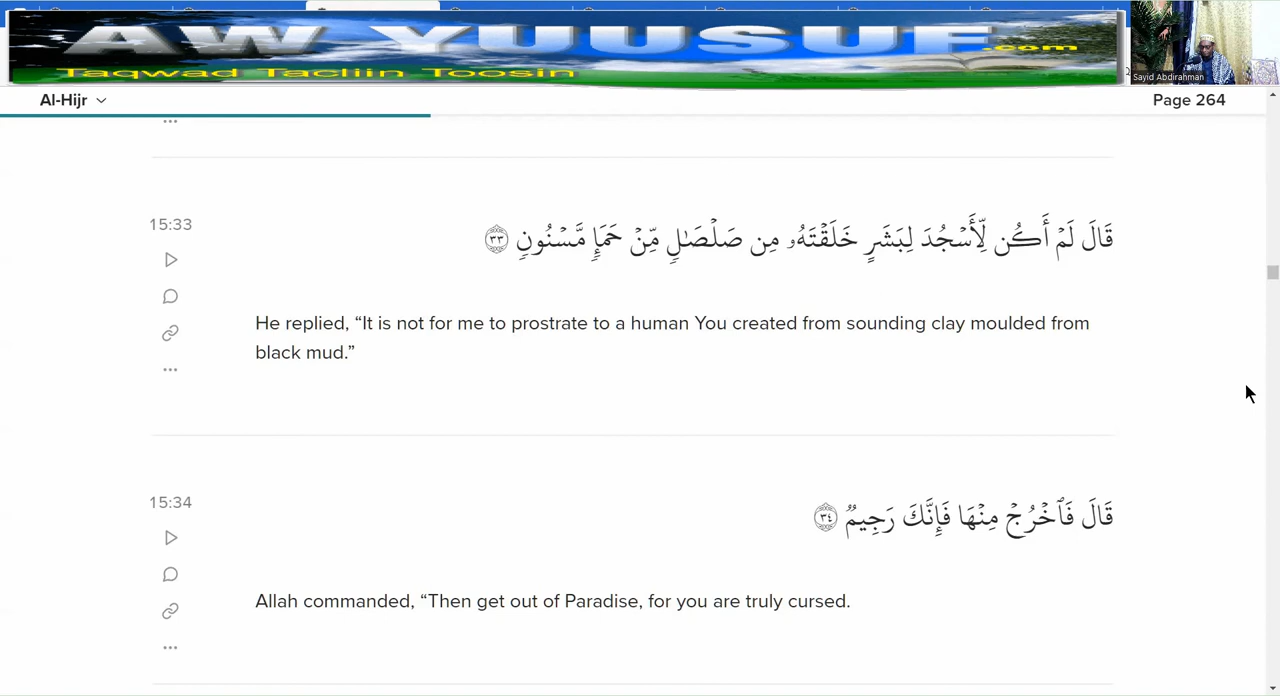 AW YUUSUF.com
Taqwad Tacliin Toosin
Sayid Abdirahman
Al-Hijr
Page 264
15:33
قَالَ لَمْ أَكُن لِّأَسْجُدَ لِبَشَرٍ خَلَقْتَهُۥ مِن صَلْصَـٰلٍ مِّنْ حَمَإٍ مَّسْنُونٍ ٣٣
He replied, “It is not for me to prostrate to a human You created from sounding clay moulded from
black mud.”
15:34
قَالَ فَٱخْرُجْ مِنْهَا فَإِنَّكَ رَجِيمٌ ٣٤
Allah commanded, “Then get out of Paradise, for you are truly cursed.